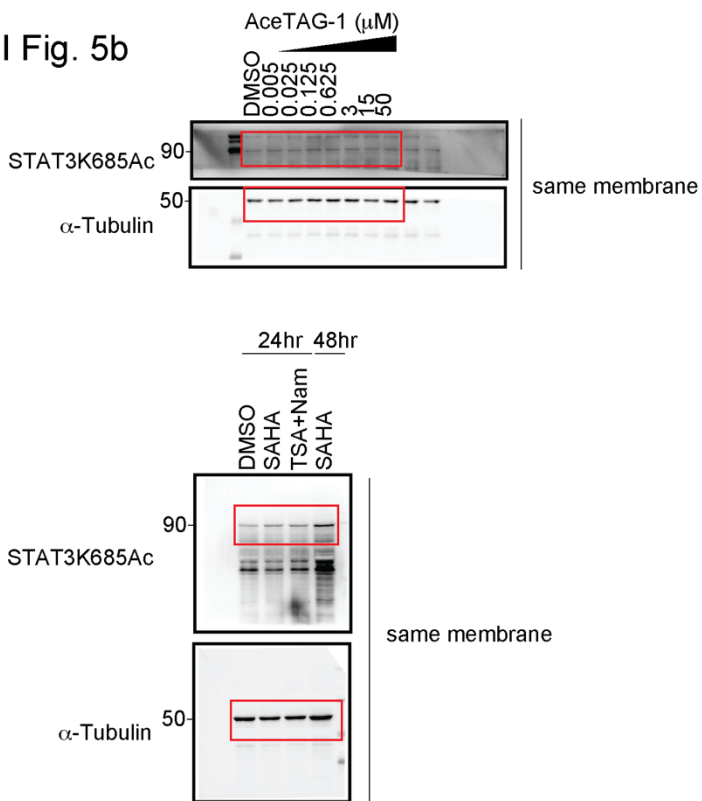 AceTAG-1 (μM)
l Fig. 5b
DMSO
0.005
0.025
0.125
0.625
3
15
50
STAT3K685Ac
90-
same membrane
50-
α-Tubulin
24hr 48hr
DMSO
SAHA
TSA+Nam
SAHA
90-
STAT3K685Ac
same membrane
50-
α-Tubulin